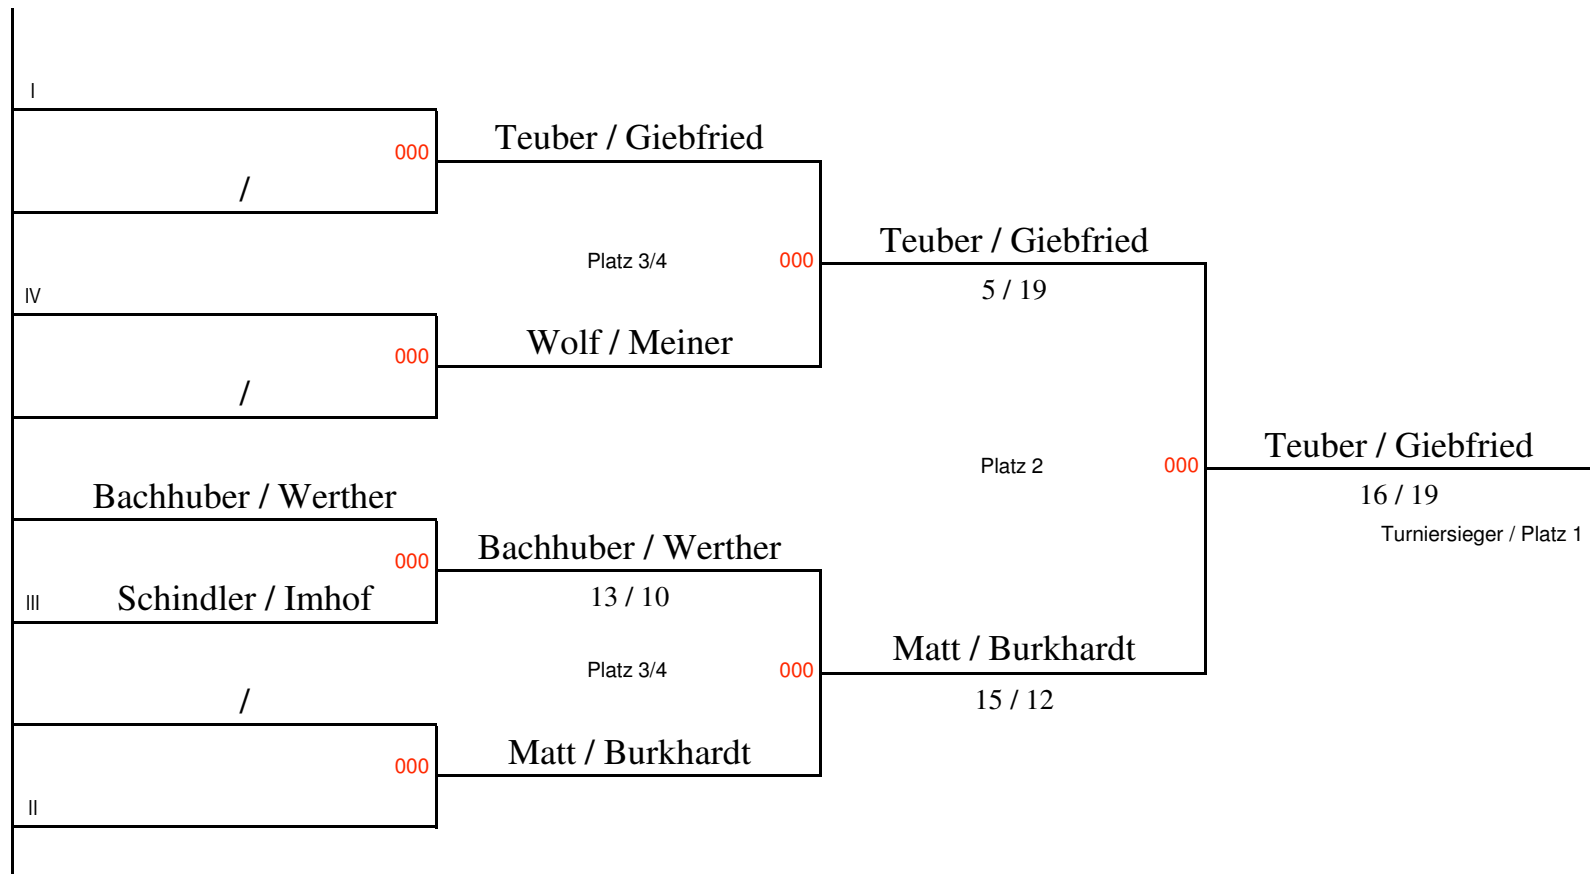 I
000
/
Teuber / Giebfried
Platz 3/4
000
IV
000
/
Wolf / Meiner
Teuber / Giebfried
5 / 19
Platz 2
000
Teuber / Giebfried
16 / 19
Turniersieger / Platz 1
Bachhuber / Werther
000
III
Schindler / Imhof
Bachhuber / Werther
13 / 10
Platz 3/4
000
Matt / Burkhardt
15 / 12
/
000
II
Matt / Burkhardt